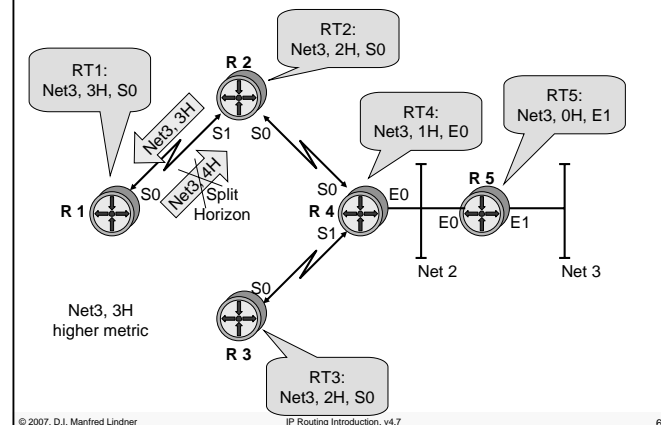 RT2:
Net3, 2H, S0
R 2
RT1:
Net3, 3H, S0
RT4:
Net3, 1H, E0
RT5:
Net3, 0H, E1
Net3, 3H
S1
S0
Net3, 4H
Split
Horizon
S0
R 1
S0
R 4
E0
S1
R 5
E0
E1
Net 2
Net 3
S0
Net3, 3H
higher metric
R 3
RT3:
Net3, 2H, S0
© 2007, D.I. Manfred Lindner
IP Routing Introduction, v4.7
6